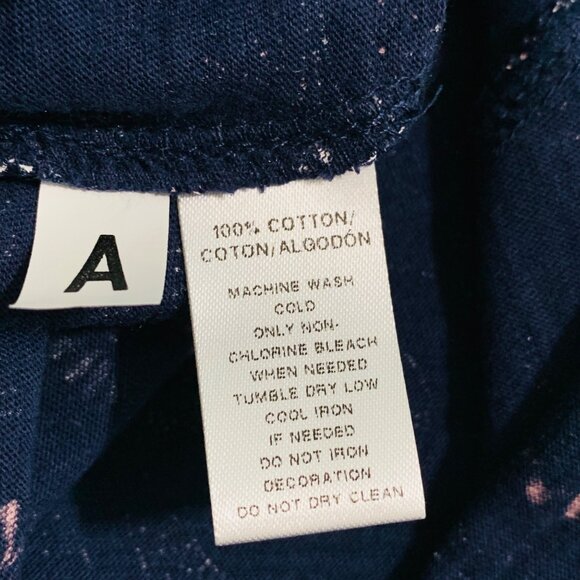 A
100% COTTON/
COTON/ALGODÓN
MACHINE WASH
COLD
ONLY NON-
CHLORINE BLEACH
WHEN NEEDED
TUMBLE DRY LOW
COOL IRON
IF NEEDED
DO NOT IRON
DECORATION
DO NOT DRY CLEAN